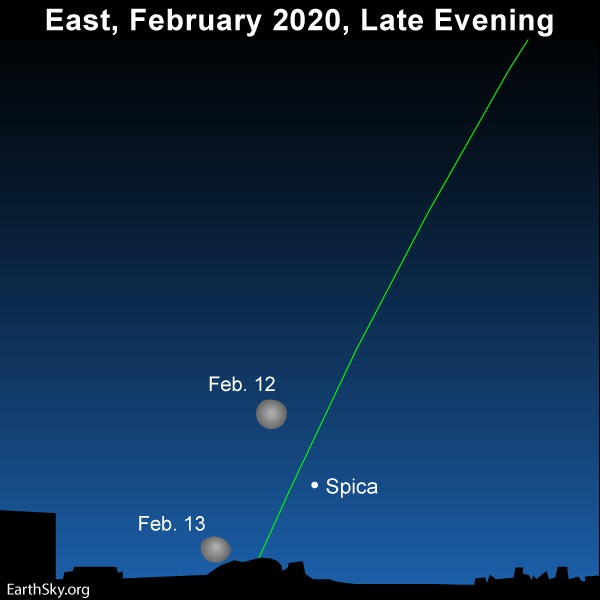 East, February 2020, Late Evening
Feb. 12
Spica
Feb. 13
EarthSky.org